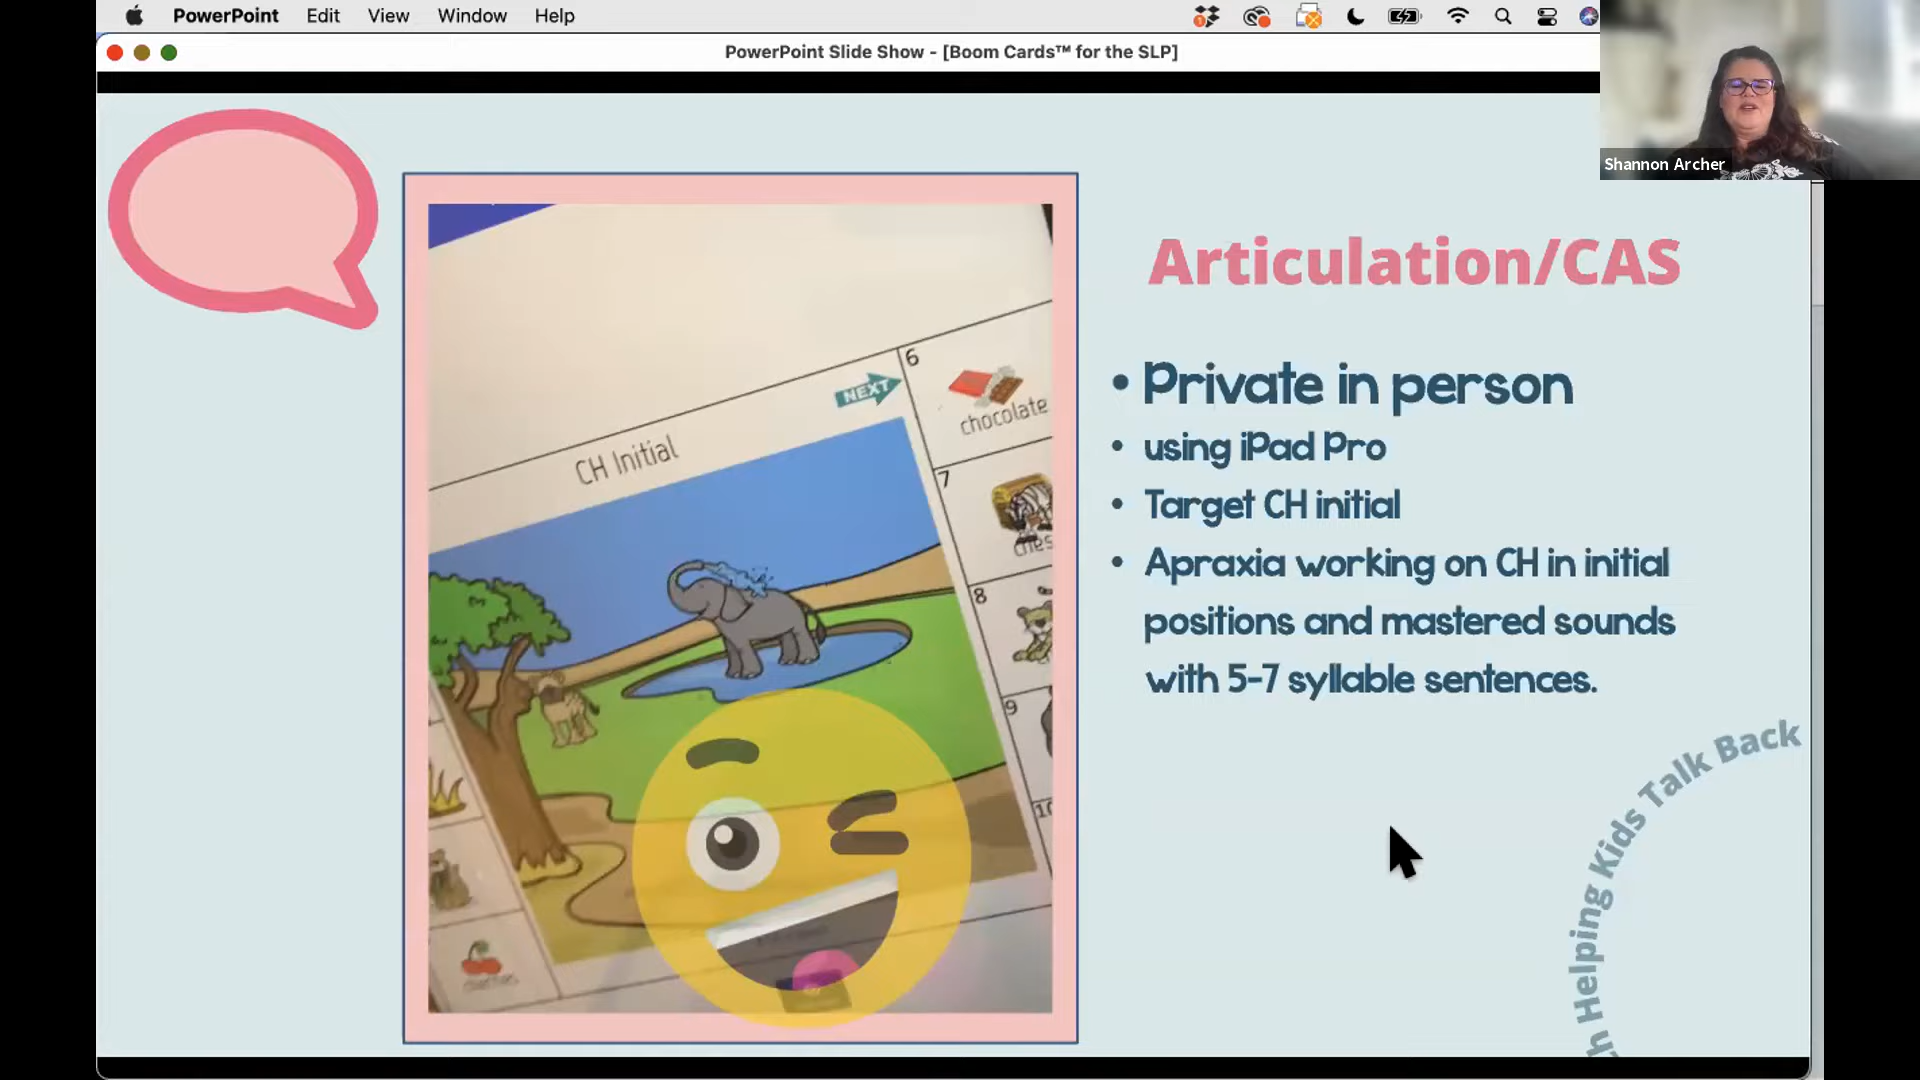 PowerPoint Edit View Window Help
PowerPoint Slide Show - [Boom Cards™ for the SLP]
Shannon Archer
Articulation/CAS
• Private in person
• using iPad Pro
• Target CH initial
• Apraxia working on CH in initial
positions and mastered sounds
with 5-7 syllable sentences.
CH Initial
NEXT
6
chocolate
7
8
9
10
Helping Kids Talk Back